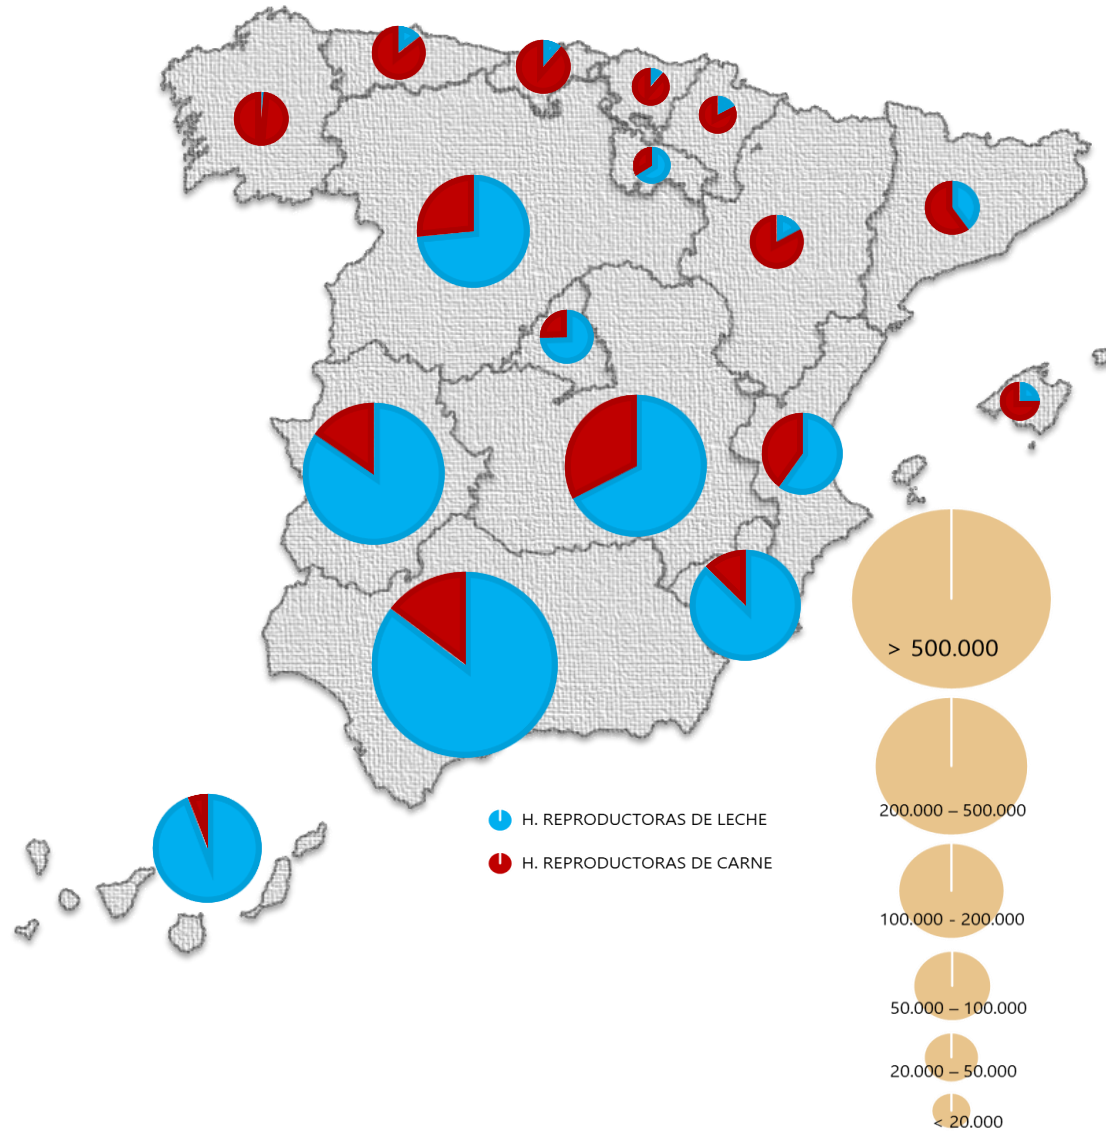 > 500.000
200.000 – 500.000
H. REPRODUCTORAS DE LECHE
H. REPRODUCTORAS DE CARNE
100.000 - 200.000
50.000 – 100.000
20.000 – 50.000
< 20.000